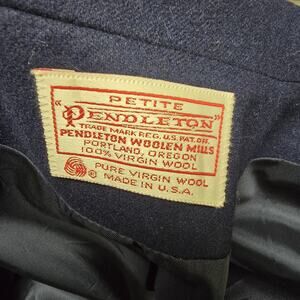 PETITE
"PENDLETON"
TRADE MARK REG. U.S. PAT. OFF.
PENDLETON WOOLEN MILLS
PORTLAND, OREGON
100% VIRGIN WOOL
PURE VIRGIN WOOL
® MADE IN U.S.A.